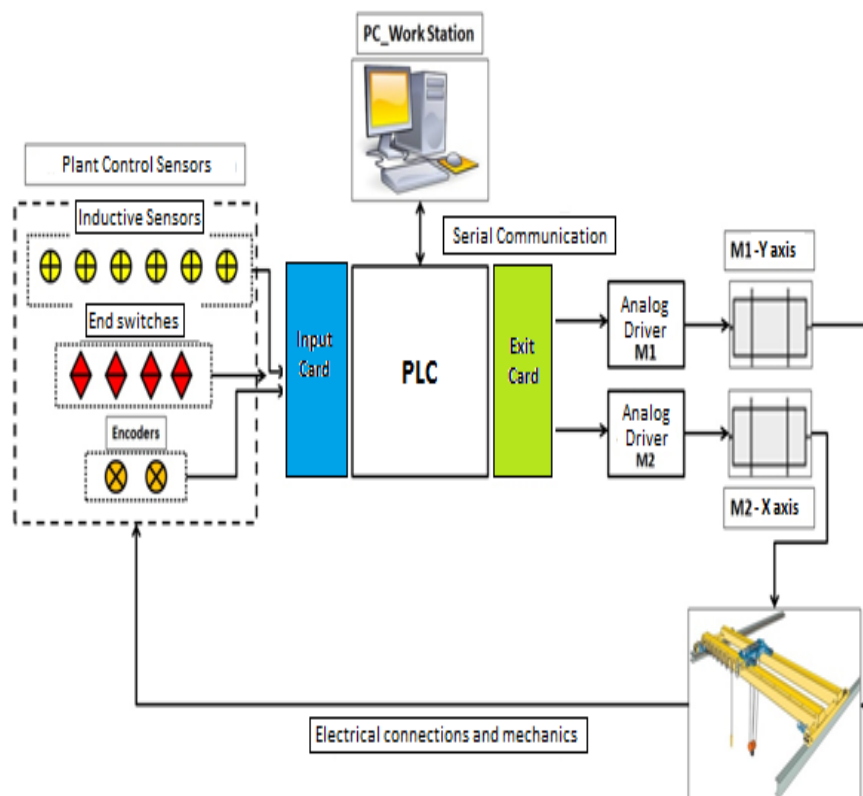 PC_Work Station
Plant Control Sensors
Inductive Sensors
Serial Communication
M1-Y axis
End switches
Input
Card
PLC
Exit
Card
Analog
Driver
M1
Encoders
Analog
Driver
M2
M2-X axis
Electrical connections and mechanics